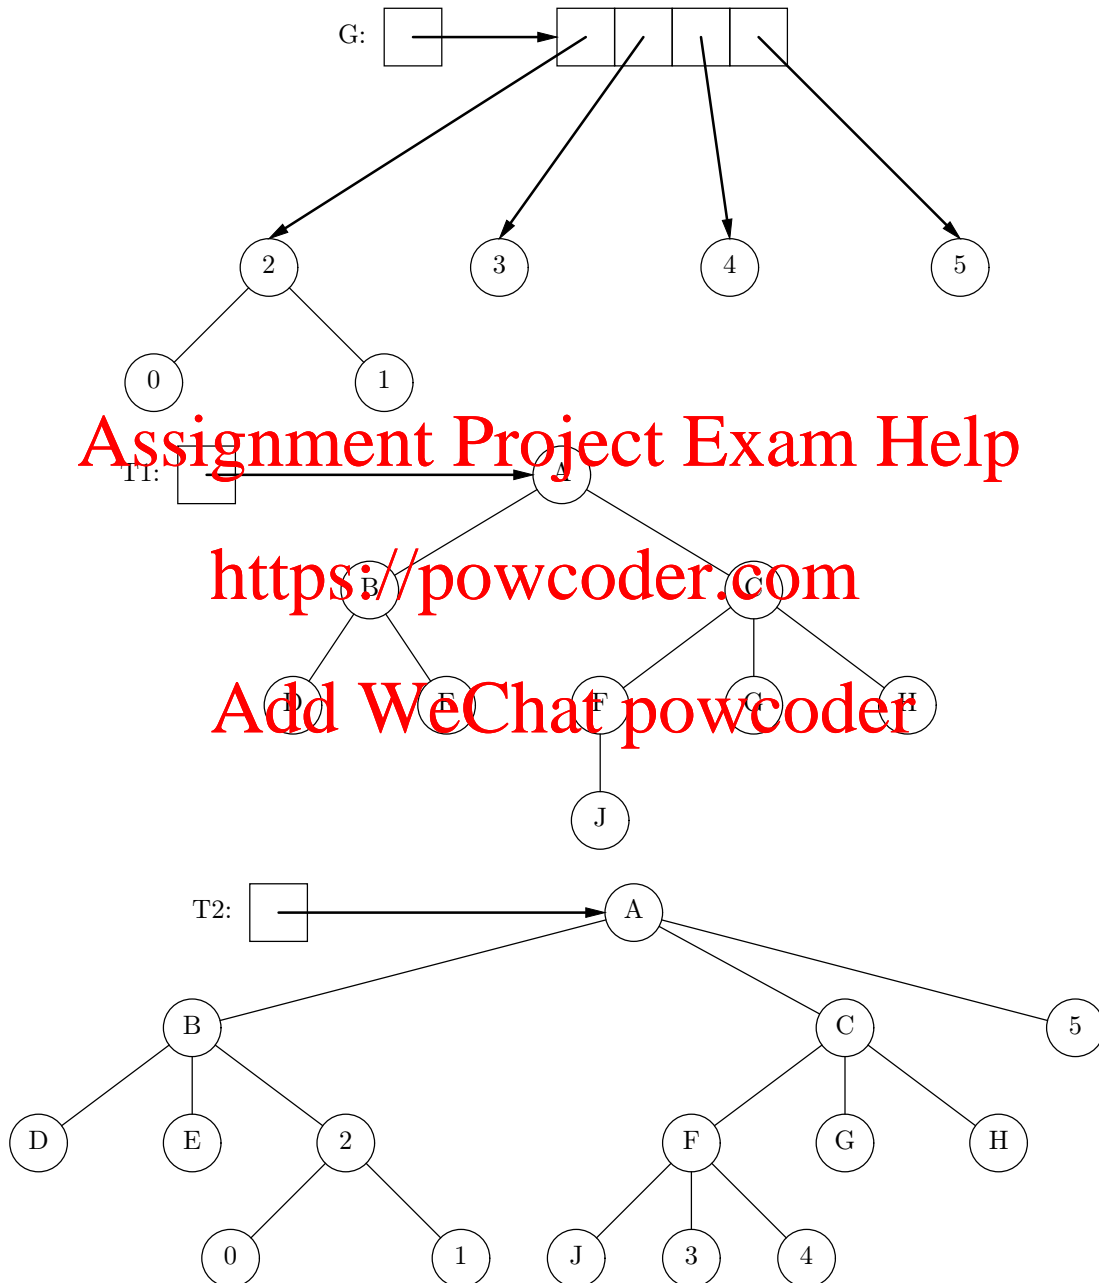 G:
2 3 4 5
0 1
Assignment Project Exam Help
T1: A
https://powcoder.com
B C
Add WeChat powcoder
D E F G H
J
T2: A
B C 5
D E 2 F G H
0 1 J 3 4